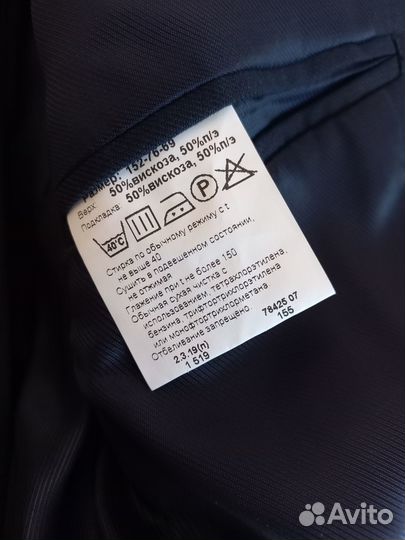 Размер: 152-76-69
Верх: 50%вискоза, 50%п/э
Подкладка: 50%вискоза, 50%п/э
40°C
P
Стирка по обычному режиму с t
не выше 40
Сушить в подвешенном состоянии,
не отжимая
Глажение при t не более 150
Обычная сухая чистка с
использованием тетрахлорэтилена,
бензина, трифтортрихлорэтилена
или монофтортрихлорметана
Отбеливание запрещено
2.3.19(п) 78425 07
1 519 155
Avito